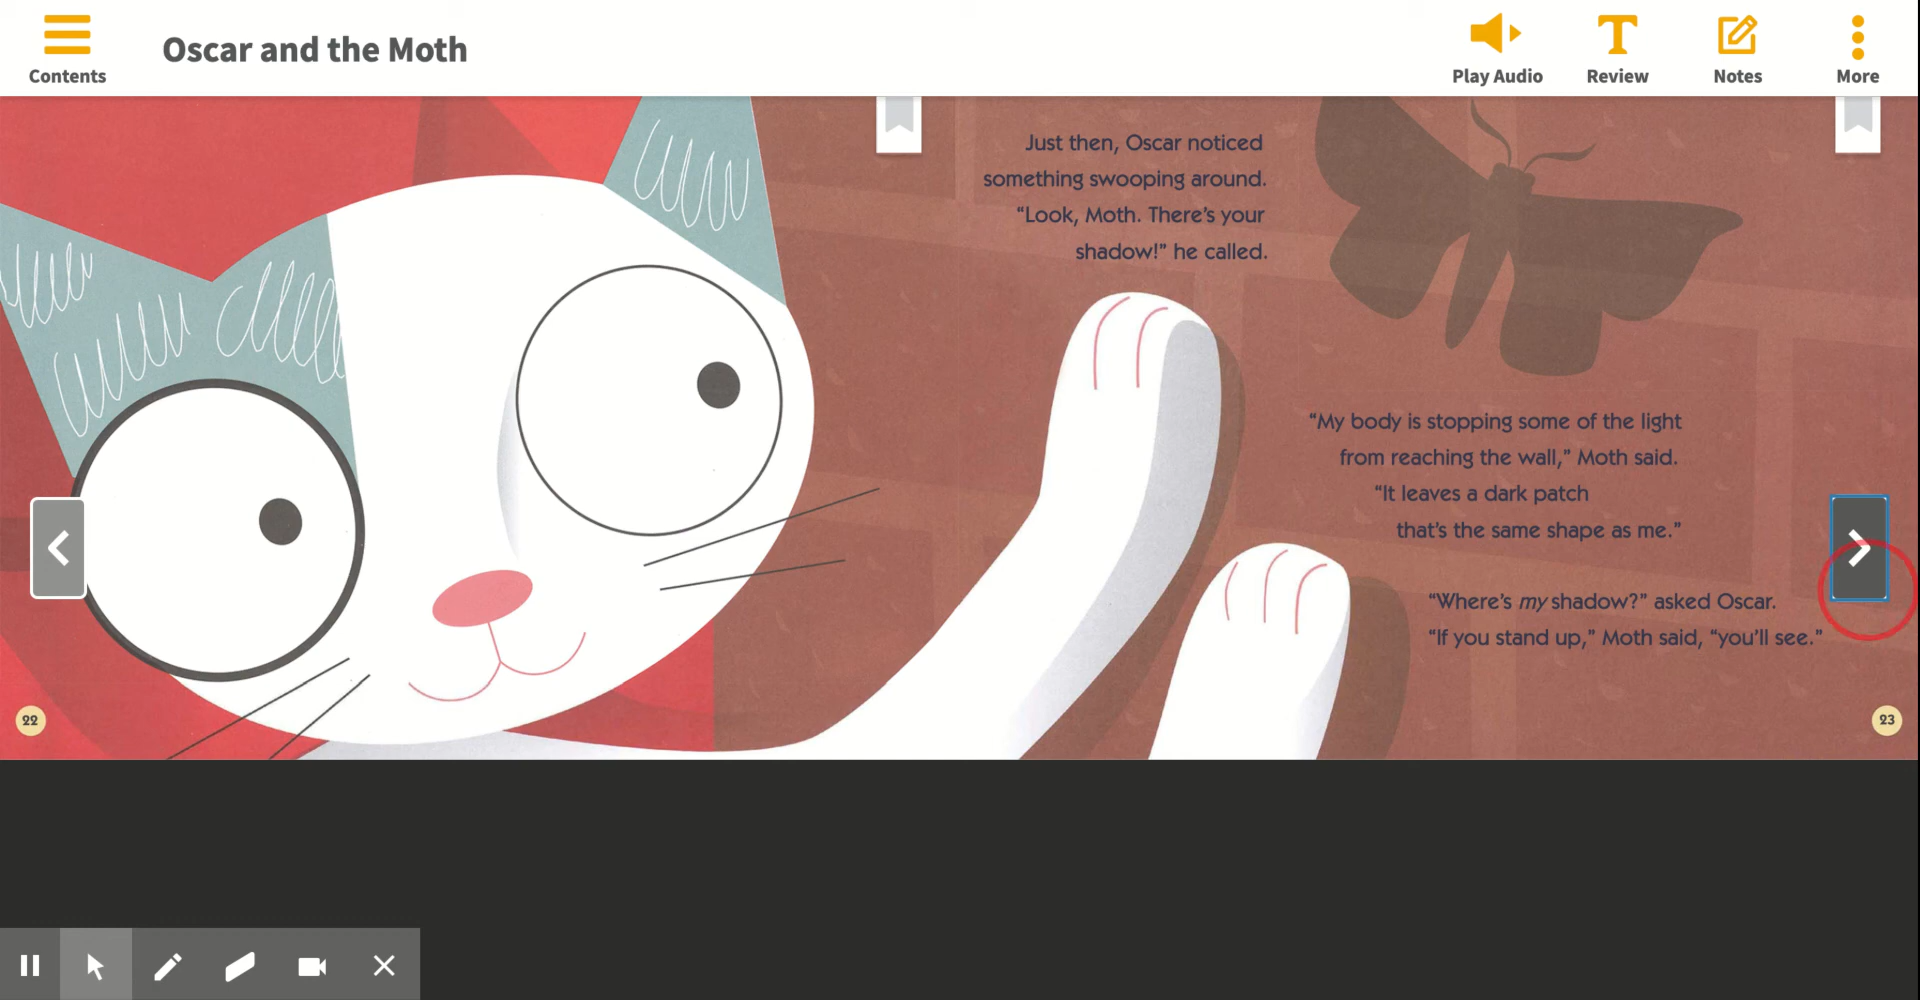 Contents
Oscar and the Moth
Play Audio
Review
Notes
More
Just then, Oscar noticed
something swooping around.
“Look, Moth. There’s your
shadow!” he called.
“My body is stopping some of the light
from reaching the wall,” Moth said.
“It leaves a dark patch
that’s the same shape as me.”
“Where’s my shadow?” asked Oscar.
“If you stand up,” Moth said, “you’ll see.”
22
23